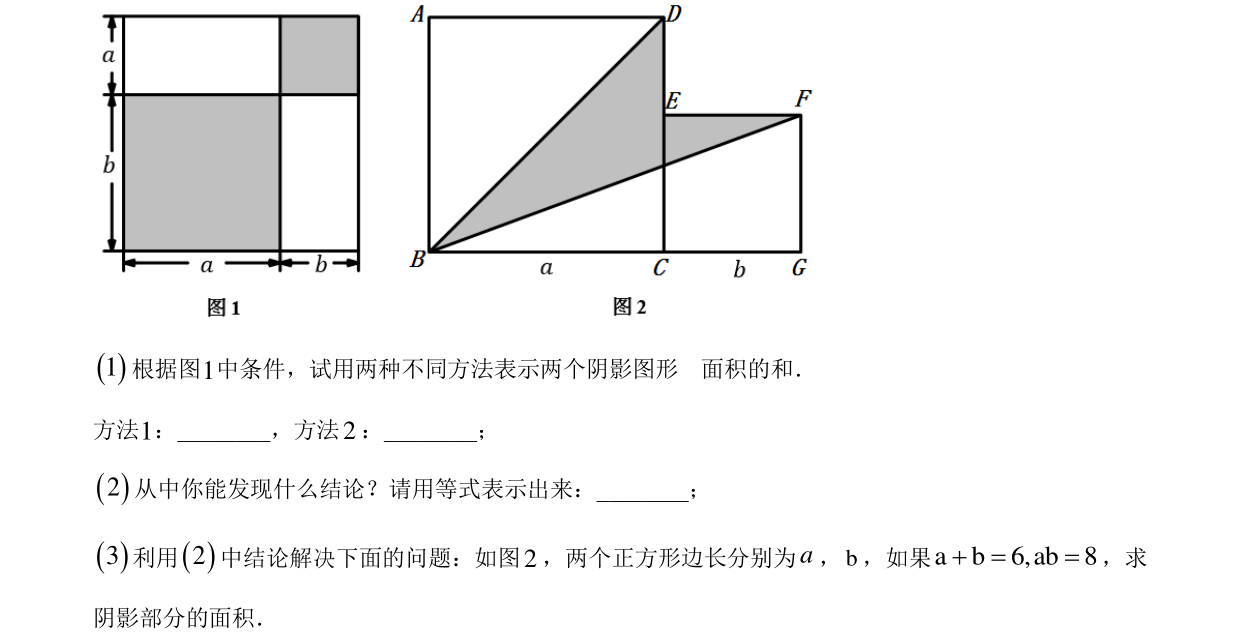 A
D
a
E
F
b
B
a
b
a
C
b
G
图1
图2
(1)根据图1中条件，试用两种不同方法表示两个阴影图形 面积的和.
方法1：________，方法2：________；
(2)从中你能发现什么结论？请用等式表示出来：________；
(3)利用(2)中结论解决下面的问题：如图2，两个正方形边长分别为a，b，如果a+b=6,ab=8，求
阴影部分的面积.